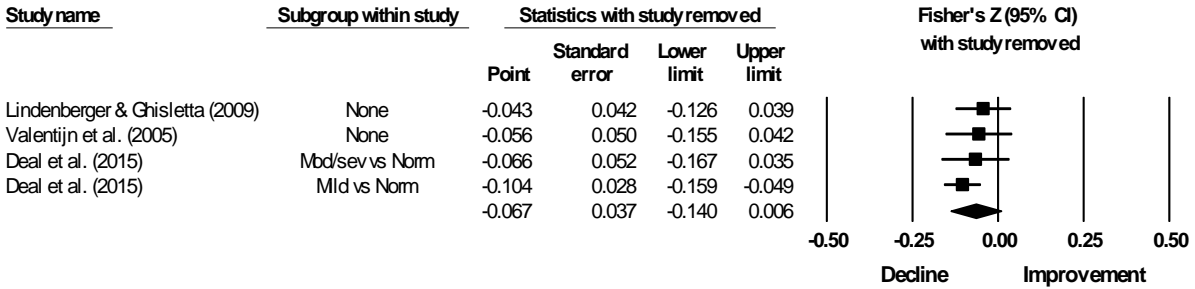 Study name Subgroup within study Statistics with study removed Fisher's Z (95% CI)
with study removed
Standard Lower Upper
Point error limit limit
Lindenberger & Ghisletta (2009) None -0.043 0.042 -0.126 0.039
Valentijn et al. (2005) None -0.056 0.050 -0.155 0.042
Deal et al. (2015) Mod/sev vs Norm -0.066 0.052 -0.167 0.035
Deal et al. (2015) Mild vs Norm -0.104 0.028 -0.159 -0.049
-0.067 0.037 -0.140 0.006
-0.50 -0.25 0.00 0.25 0.50
Decline Improvement